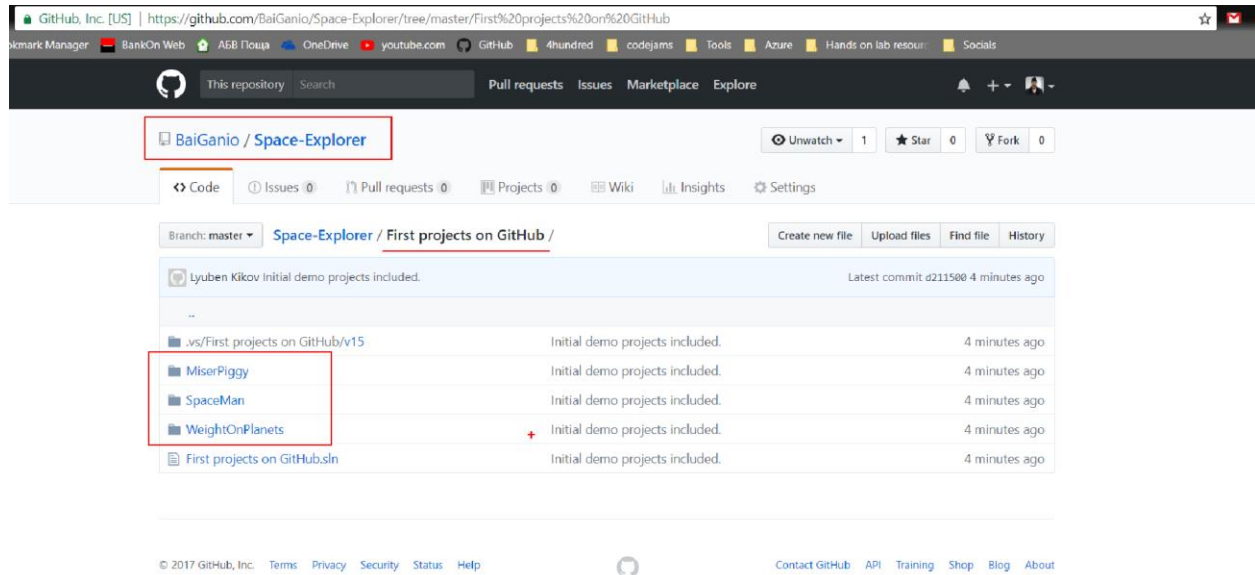 GitHub, Inc. [US] | https://github.com/BaiGanio/Space-Explorer/tree/master/First%20projects%20on%20GitHub
okmark Manager BankOn Web АБВ Поща OneDrive youtube.com GitHub 4hundred codejams Tools Azure Hands on lab resourc Socials
This repository Search Pull requests Issues Marketplace Explore
BaiGanio / Space-Explorer Unwatch 1 Star 0 Fork 0
Code Issues 0 Pull requests 0 Projects 0 Wiki Insights Settings
Branch: master Space-Explorer / First projects on GitHub / Create new file Upload files Find file History
Lyuben Kikov Initial demo projects included. Latest commit d211500 4 minutes ago
..
.vs/First projects on GitHub/v15 Initial demo projects included. 4 minutes ago
MiserPiggy Initial demo projects included. 4 minutes ago
SpaceMan Initial demo projects included. 4 minutes ago
WeightOnPlanets Initial demo projects included. 4 minutes ago
First projects on GitHub.sln Initial demo projects included. 4 minutes ago
© 2017 GitHub, Inc. Terms Privacy Security Status Help Contact GitHub API Training Shop Blog About